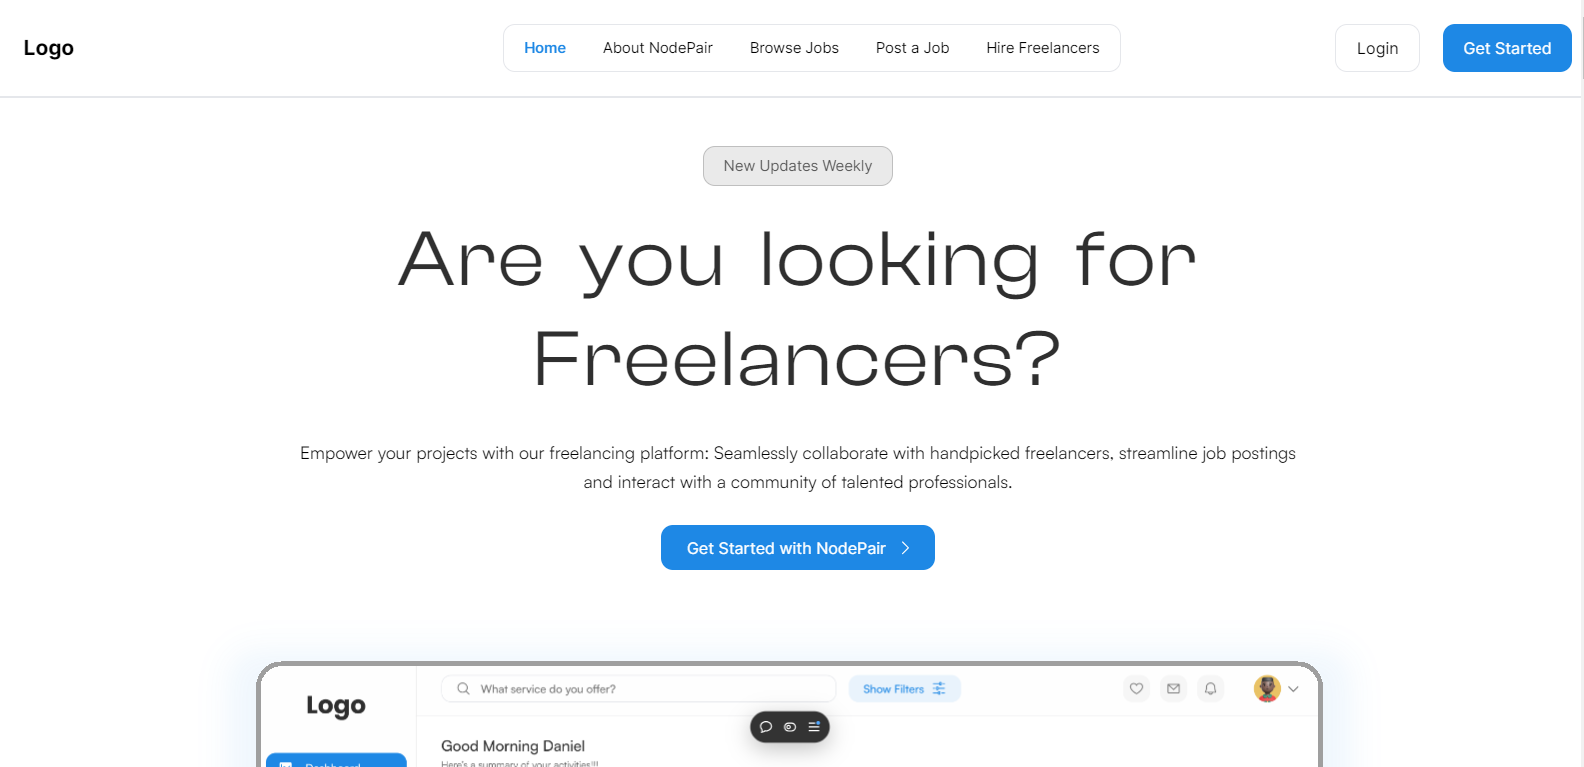 Logo
Home About NodePair Browse Jobs Post a Job Hire Freelancers
Login
Get Started
New Updates Weekly
Are you looking for
Freelancers?
Empower your projects with our freelancing platform: Seamlessly collaborate with handpicked freelancers, streamline job postings
and interact with a community of talented professionals.
Get Started with NodePair
Logo
What service do you offer?
Show Filters
Good Morning Daniel
Here's a summary of your activities!!!
Dashboard